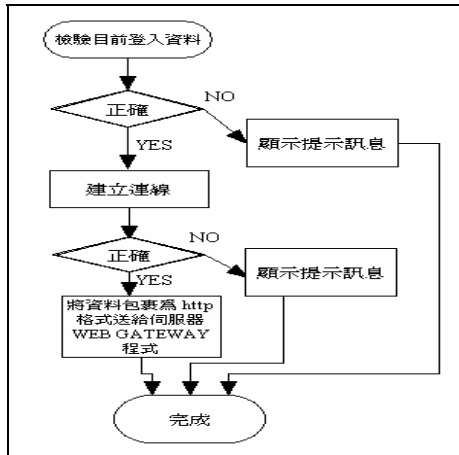 檢驗目前登入資料
正確
NO
顯示提示訊息
YES
建立連線
正確
NO
顯示提示訊息
YES
將資料包裹為 http
格式送給伺服器
WEB GATEWAY
程式
完成